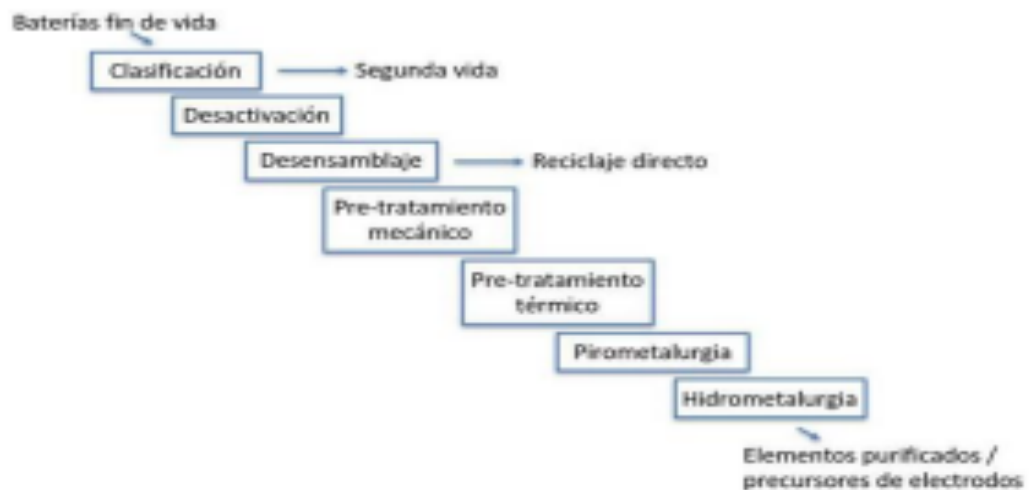 Baterías fin de vida
Clasificación
Segunda vida
Desactivación
Desensamblaje
Reciclaje directo
Pre-tratamiento
mecánico
Pre-tratamiento
térmico
Pirometalurgia
Hidrometalurgia
Elementos purificados /
precursores de electrodos